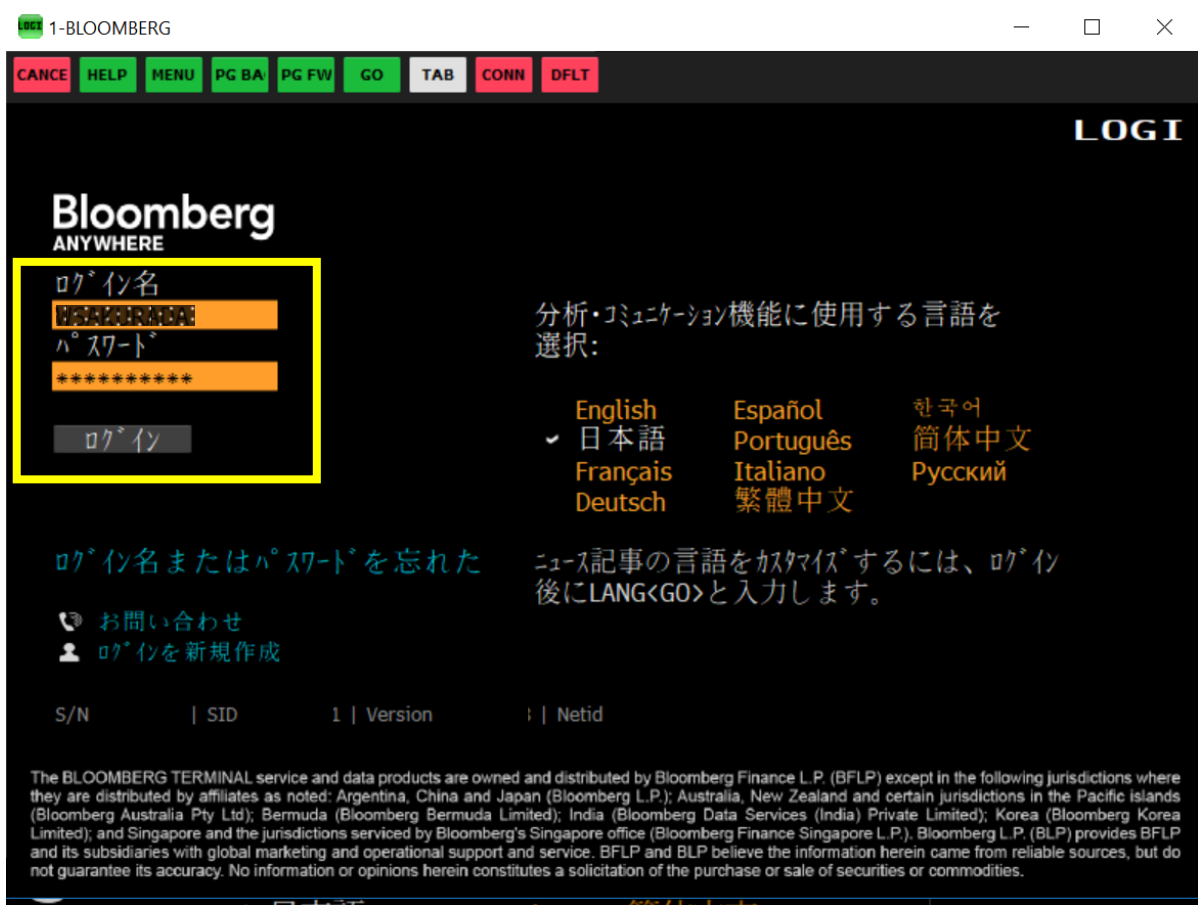 LOGI 1-BLOOMBERG
CANCE HELP MENU PG BA PG FW GO TAB CONN DFLT
LOGI
Bloomberg
ANYWHERE
ﾛｸﾞｲﾝ名
ﾊﾟｽﾜｰﾄﾞ
**********
ﾛｸﾞｲﾝ
分析・ｺﾐｭﾆｹｰｼｮﾝ機能に使用する言語を
選択:
English Español 한국어
日本語 Português 简体中文
Français Italiano Русский
Deutsch 繁體中文
ﾛｸﾞｲﾝ名またはﾊﾟｽﾜｰﾄﾞを忘れた
お問い合わせ
ﾛｸﾞｲﾝを新規作成
ﾆｭｰｽ記事の言語をｶｽﾀﾏｲｽﾞするには、ﾛｸﾞｲﾝ
後にLANG<GO>と入力します。
S/N | SID 1 | Version | Netid
The BLOOMBERG TERMINAL service and data products are owned and distributed by Bloomberg Finance L.P. (BFLP) except in the following jurisdictions where
they are distributed by affiliates as noted: Argentina, China and Japan (Bloomberg L.P.); Australia, New Zealand and certain jurisdictions in the Pacific islands
(Bloomberg Australia Pty Ltd); Bermuda (Bloomberg Bermuda Limited); India (Bloomberg Data Services (India) Private Limited); Korea (Bloomberg Korea
Limited); and Singapore and the jurisdictions serviced by Bloomberg's Singapore office (Bloomberg Finance Singapore L.P.). Bloomberg L.P. (BLP) provides BFLP
and its subsidiaries with global marketing and operational support and service. BFLP and BLP believe the information herein came from reliable sources, but do
not guarantee its accuracy. No information or opinions herein constitutes a solicitation of the purchase or sale of securities or commodities.